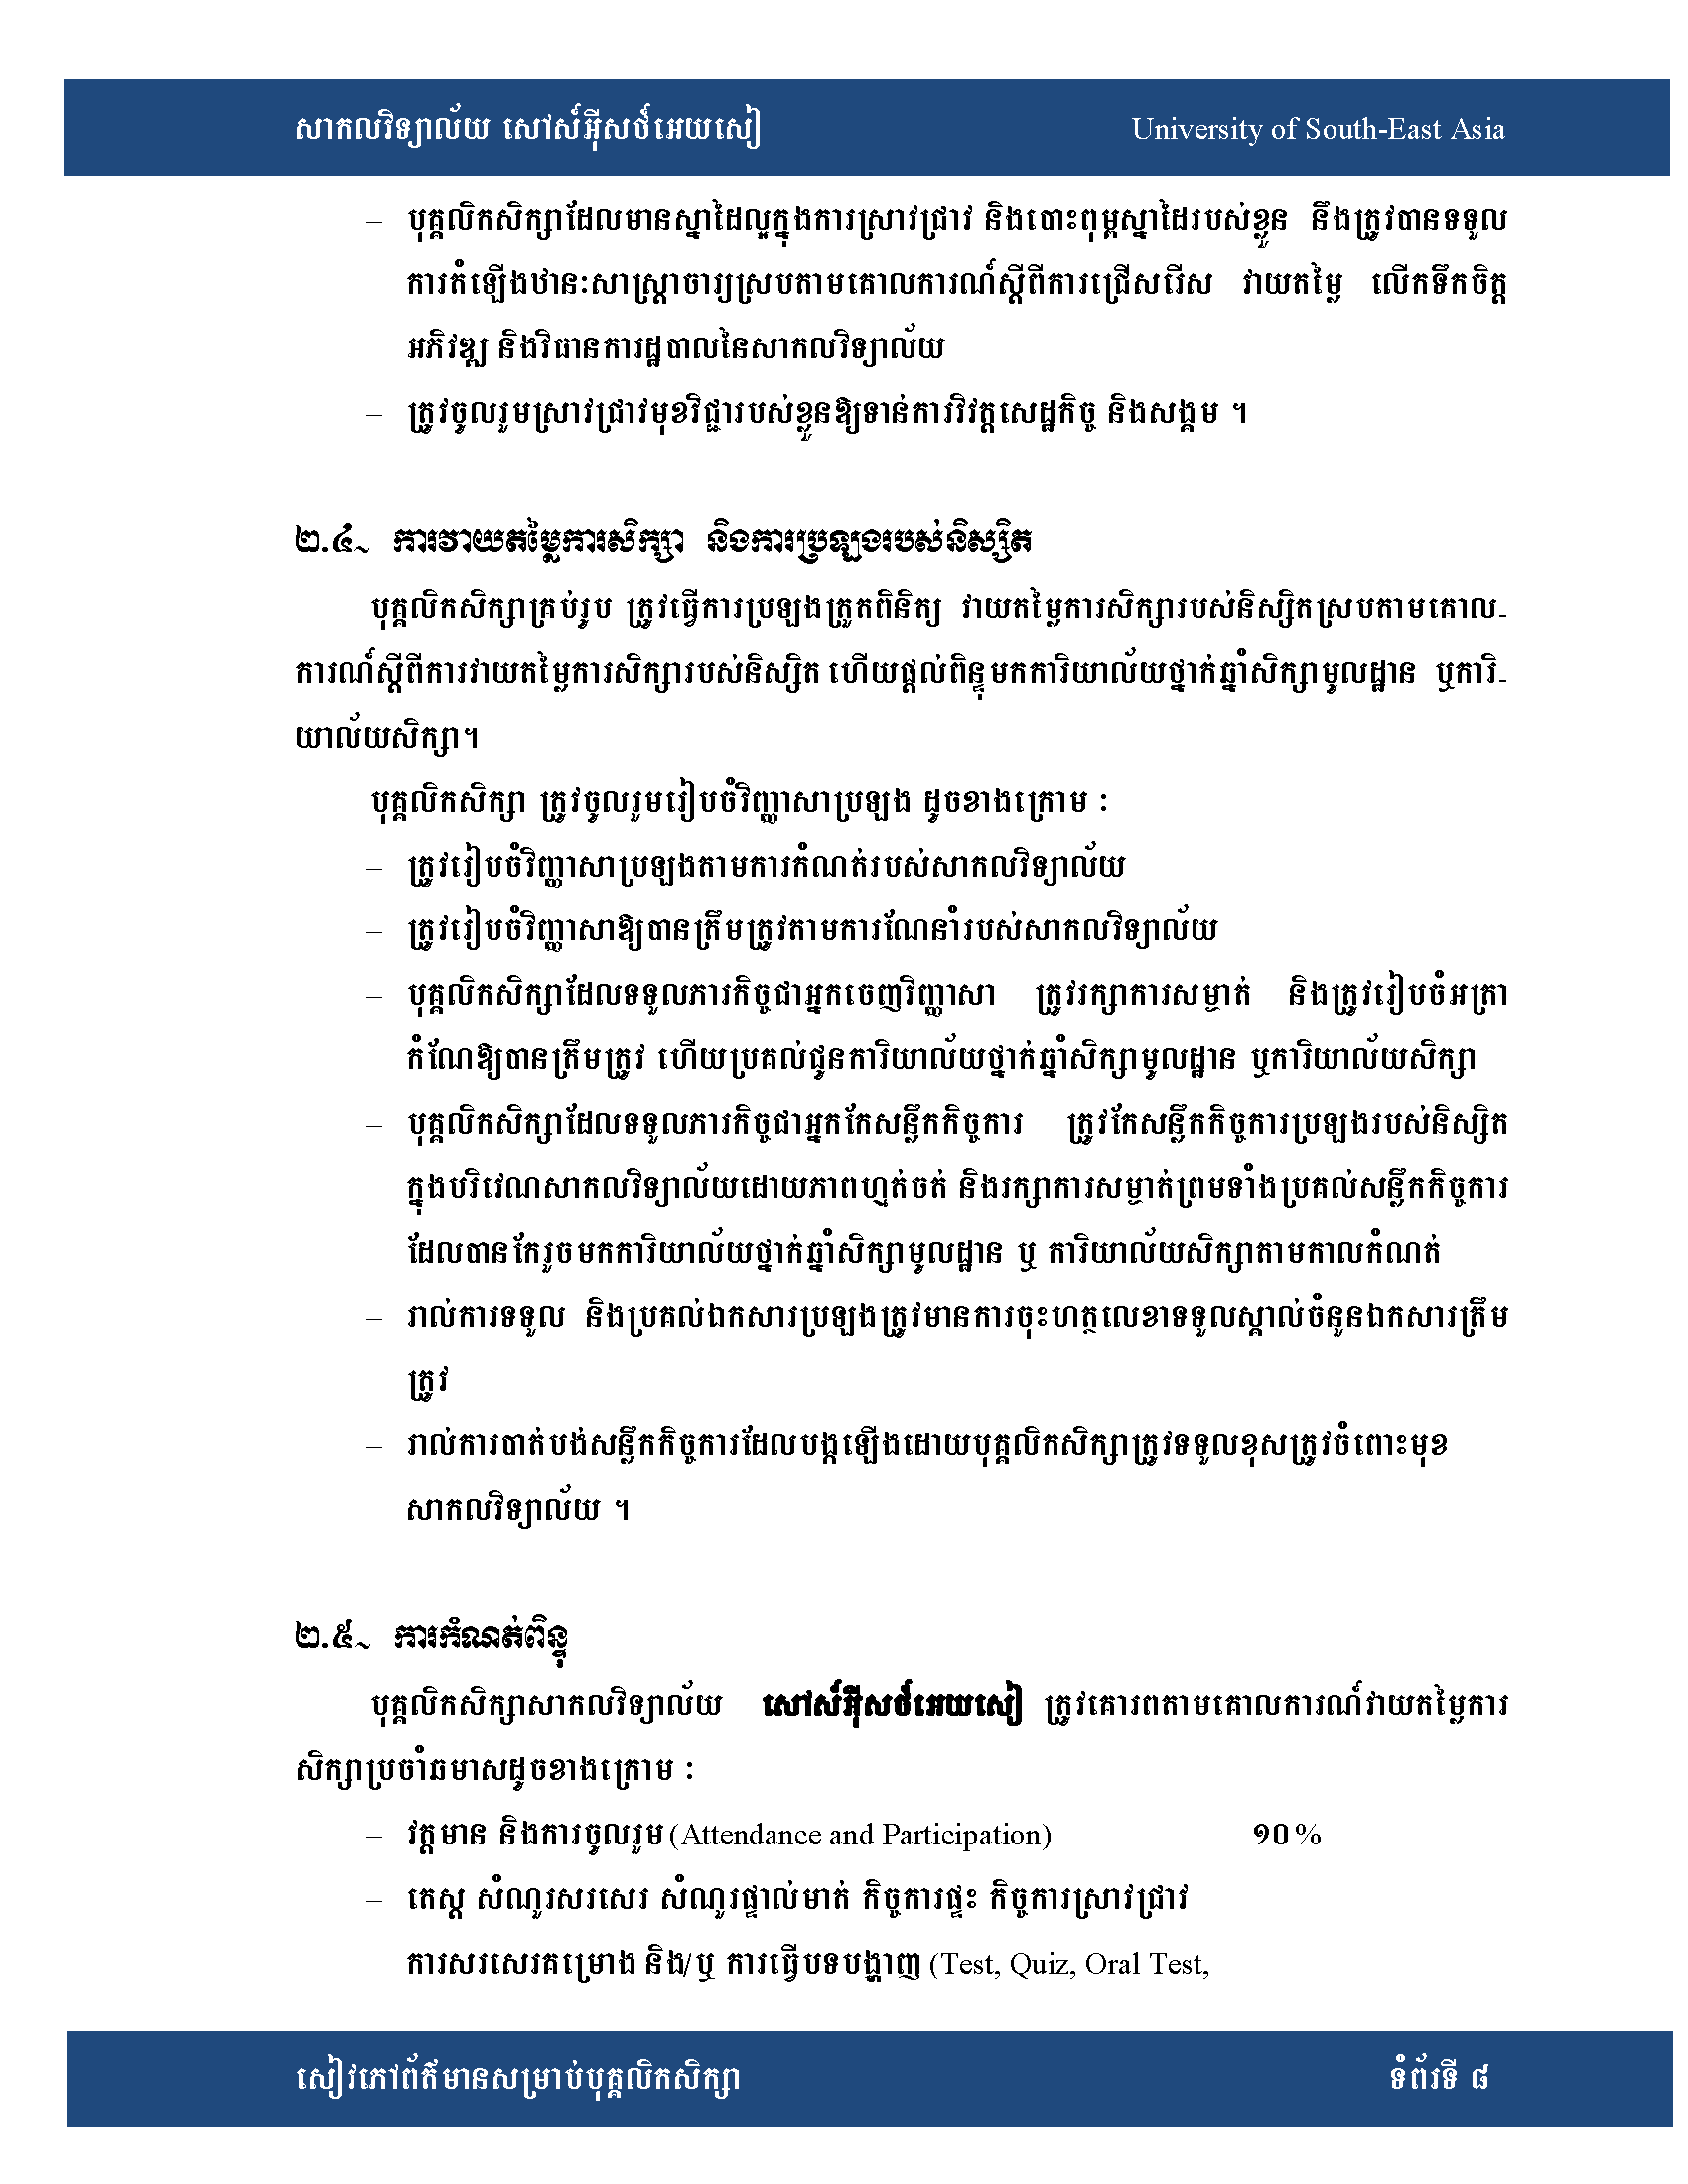 សាកលវិទ្យាល័យ សៅស៍អ៊ីសថ៍អេយសៀ University of South-East Asia
– បុគ្គលិកសិក្សាដែលមានស្នាដៃល្អក្នុងការស្រាវជ្រាវ និងបោះពុម្ពស្នាដៃរបស់ខ្លួន នឹងត្រូវបានទទួល
ការតំឡើងឋានៈសាស្ត្រាចារ្យស្របតាមគោលការណ៍ស្តីពីការជ្រើសរើស វាយតម្លៃ លើកទឹកចិត្ត
អភិវឌ្ឍ និងវិធានការដ្ឋបាលនៃសាកលវិទ្យាល័យ
– ត្រូវចូលរួមស្រាវជ្រាវមុខវិជ្ជារបស់ខ្លួនឱ្យទាន់ការវិវត្តសេដ្ឋកិច្ច និងសង្គម ។
២.៤~ ការវាយតម្លៃការសិក្សា និងការប្រឡងរបស់និស្សិត
បុគ្គលិកសិក្សាគ្រប់រូប ត្រូវធ្វើការប្រឡងត្រួតពិនិត្យ វាយតម្លៃការសិក្សារបស់និស្សិតស្របតាមគោល-
ការណ៍ស្តីពីការវាយតម្លៃការសិក្សារបស់និស្សិត ហើយផ្តល់ពិន្ទុមកការិយាល័យថ្នាក់ឆ្នាំសិក្សាមូលដ្ឋាន ឬការិ-
យាល័យសិក្សា។
បុគ្គលិកសិក្សា ត្រូវចូលរួមរៀបចំវិញ្ញាសាប្រឡង ដូចខាងក្រោម ៖
– ត្រូវរៀបចំវិញ្ញាសាប្រឡងតាមការកំណត់របស់សាកលវិទ្យាល័យ
– ត្រូវរៀបចំវិញ្ញាសាឱ្យបានត្រឹមត្រូវតាមការណែនាំរបស់សាកលវិទ្យាល័យ
– បុគ្គលិកសិក្សាដែលទទួលភារកិច្ចជាអ្នកចេញវិញ្ញាសា ត្រូវរក្សាការសម្ងាត់ និងត្រូវរៀបចំអត្រា
កំណែឱ្យបានត្រឹមត្រូវ ហើយប្រគល់ជូនការិយាល័យថ្នាក់ឆ្នាំសិក្សាមូលដ្ឋាន ឬការិយាល័យសិក្សា
– បុគ្គលិកសិក្សាដែលទទួលភារកិច្ចជាអ្នកកែសន្លឹកកិច្ចការ ត្រូវកែសន្លឹកកិច្ចការប្រឡងរបស់និស្សិត
ក្នុងបរិវេណសាកលវិទ្យាល័យដោយភាពហ្មត់ចត់ និងរក្សាការសម្ងាត់ព្រមទាំងប្រគល់សន្លឹកកិច្ចការ
ដែលបានកែរួចមកការិយាល័យថ្នាក់ឆ្នាំសិក្សាមូលដ្ឋាន ឬ ការិយាល័យសិក្សាតាមកាលកំណត់
– រាល់ការទទួល និងប្រគល់ឯកសារប្រឡងត្រូវមានការចុះហត្ថលេខាទទួលស្គាល់ចំនួនឯកសារត្រឹម
ត្រូវ
– រាល់ការបាត់បង់សន្លឹកកិច្ចការដែលបង្កឡើងដោយបុគ្គលិកសិក្សាត្រូវទទួលខុសត្រូវចំពោះមុខ
សាកលវិទ្យាល័យ ។
២.៥~ ការកំណត់ពិន្ទុ
បុគ្គលិកសិក្សាសាកលវិទ្យាល័យ សៅស៍អ៊ីសថ៍អេយសៀ ត្រូវគោរពតាមគោលការណ៍វាយតម្លៃការ
សិក្សាប្រចាំឆមាសដូចខាងក្រោម ៖
– វត្តមាន និងការចូលរួម (Attendance and Participation) ១០%
– តេស្ត សំណួរសរសេរ សំណួរផ្ទាល់មាត់ កិច្ចការផ្ទះ កិច្ចការស្រាវជ្រាវ
ការសរសេរគម្រោង និង/ឬ ការធ្វើបទបង្ហាញ (Test, Quiz, Oral Test,
សៀវភៅព័ត៌មានសម្រាប់បុគ្គលិកសិក្សា ទំព័រទី ៨